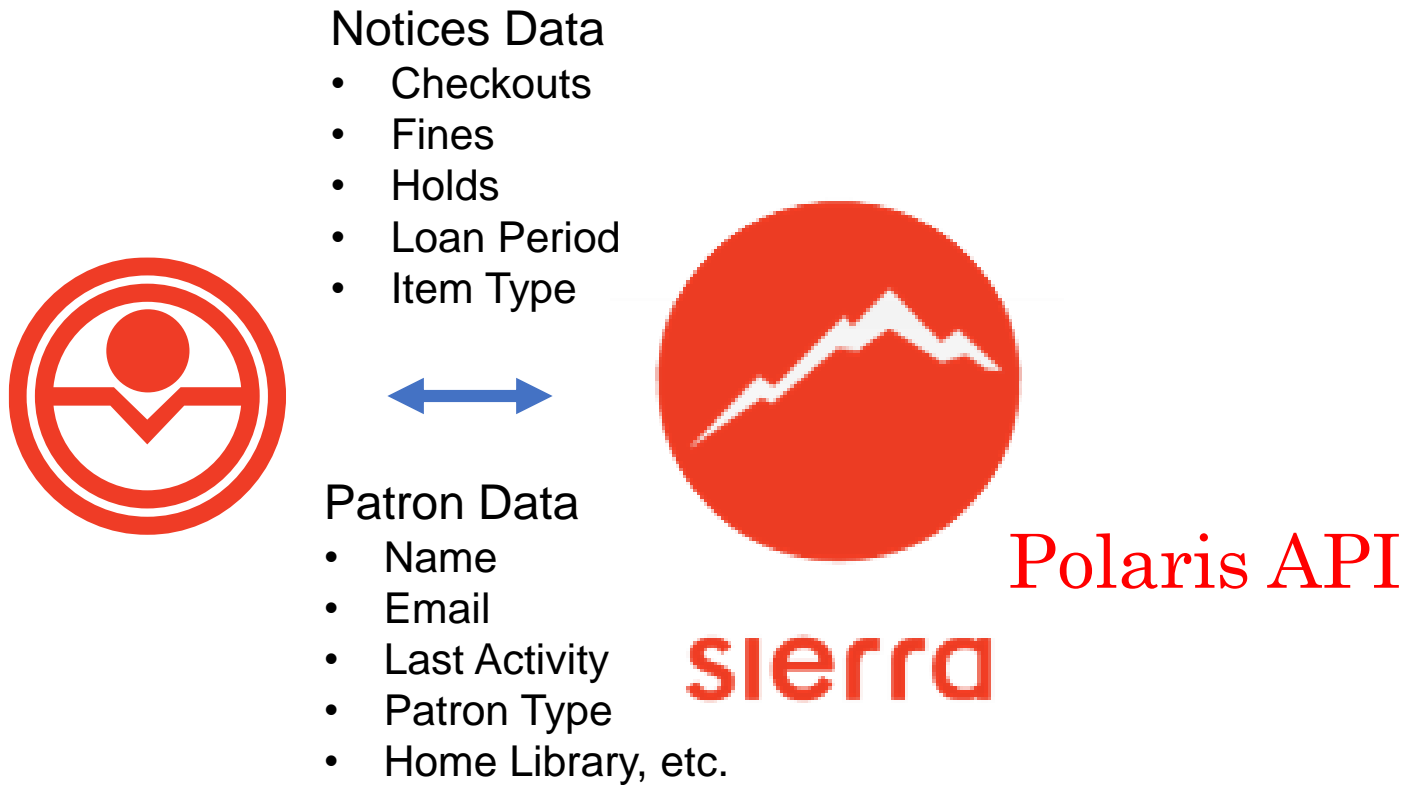 Notices Data
• Checkouts
• Fines
• Holds
• Loan Period
• Item Type
Patron Data
• Name
• Email
• Last Activity
• Patron Type
• Home Library, etc.
sierra
Polaris API